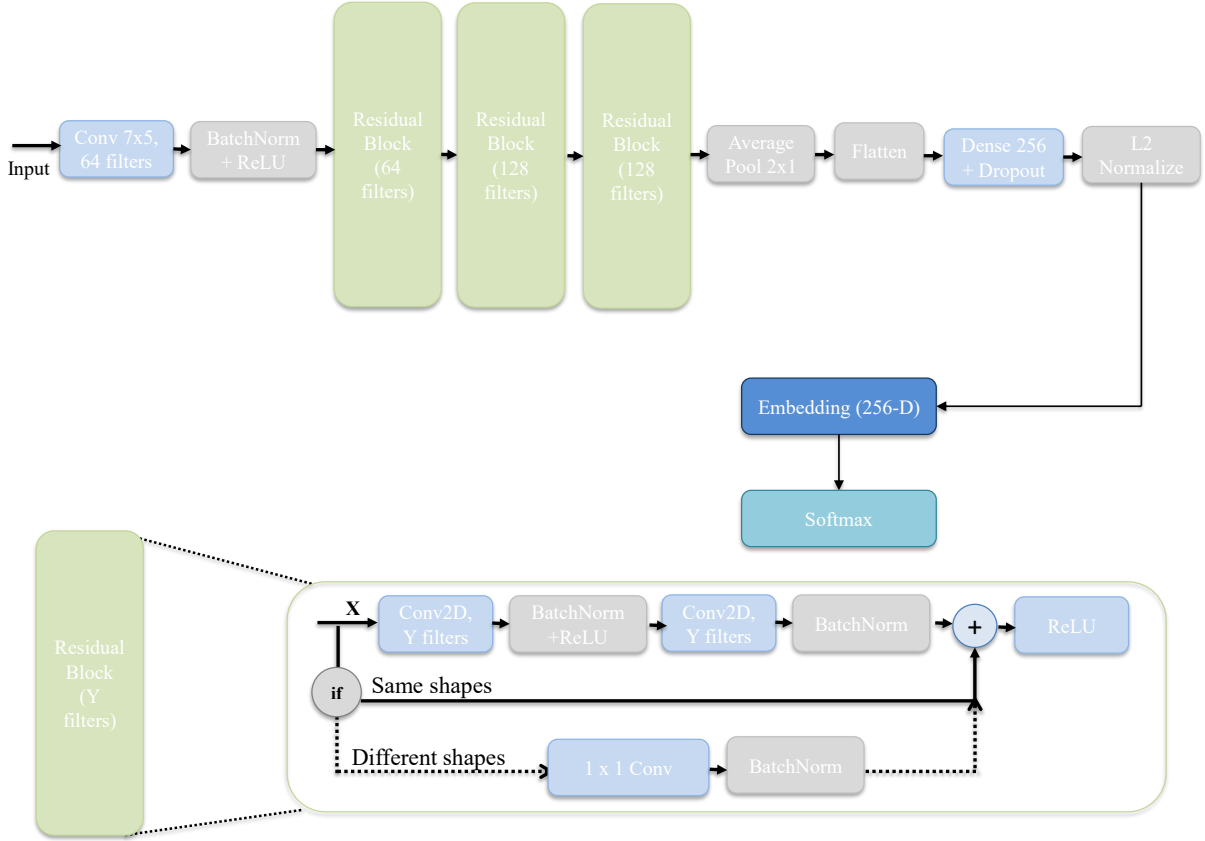 Input
Conv 7x5,
64 filters
BatchNorm
+ ReLU
Residual
Block
(64
filters)
Residual
Block
(128
filters)
Residual
Block
(128
filters)
Average
Pool 2x1
Flatten
Dense 256
+ Dropout
L2
Normalize
Embedding (256-D)
Softmax
Residual
Block
(Y
filters)
X
Conv2D,
Y filters
BatchNorm
+ReLU
Conv2D,
Y filters
BatchNorm
+
ReLU
if
Same shapes
Different shapes
1 x 1 Conv
BatchNorm